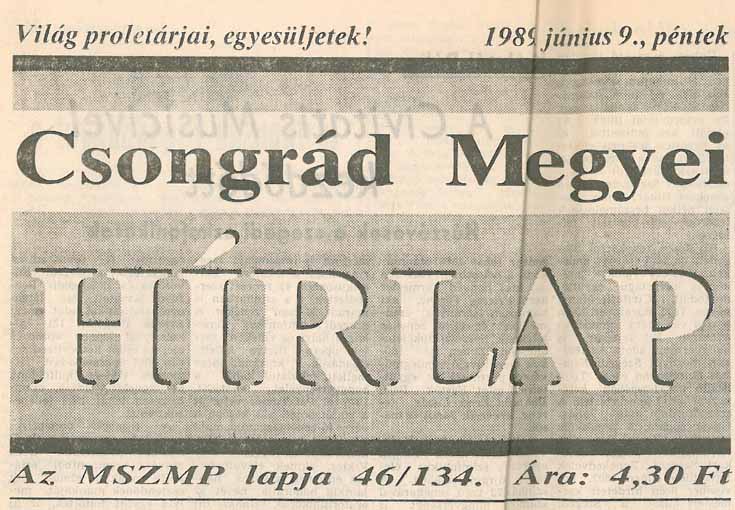 Világ proletárjai, egyesüljetek! 1989 június 9., péntek
Csongrád Megyei
HÍRLAP
Az MSZMP lapja 46/134. Ára: 4,30 Ft